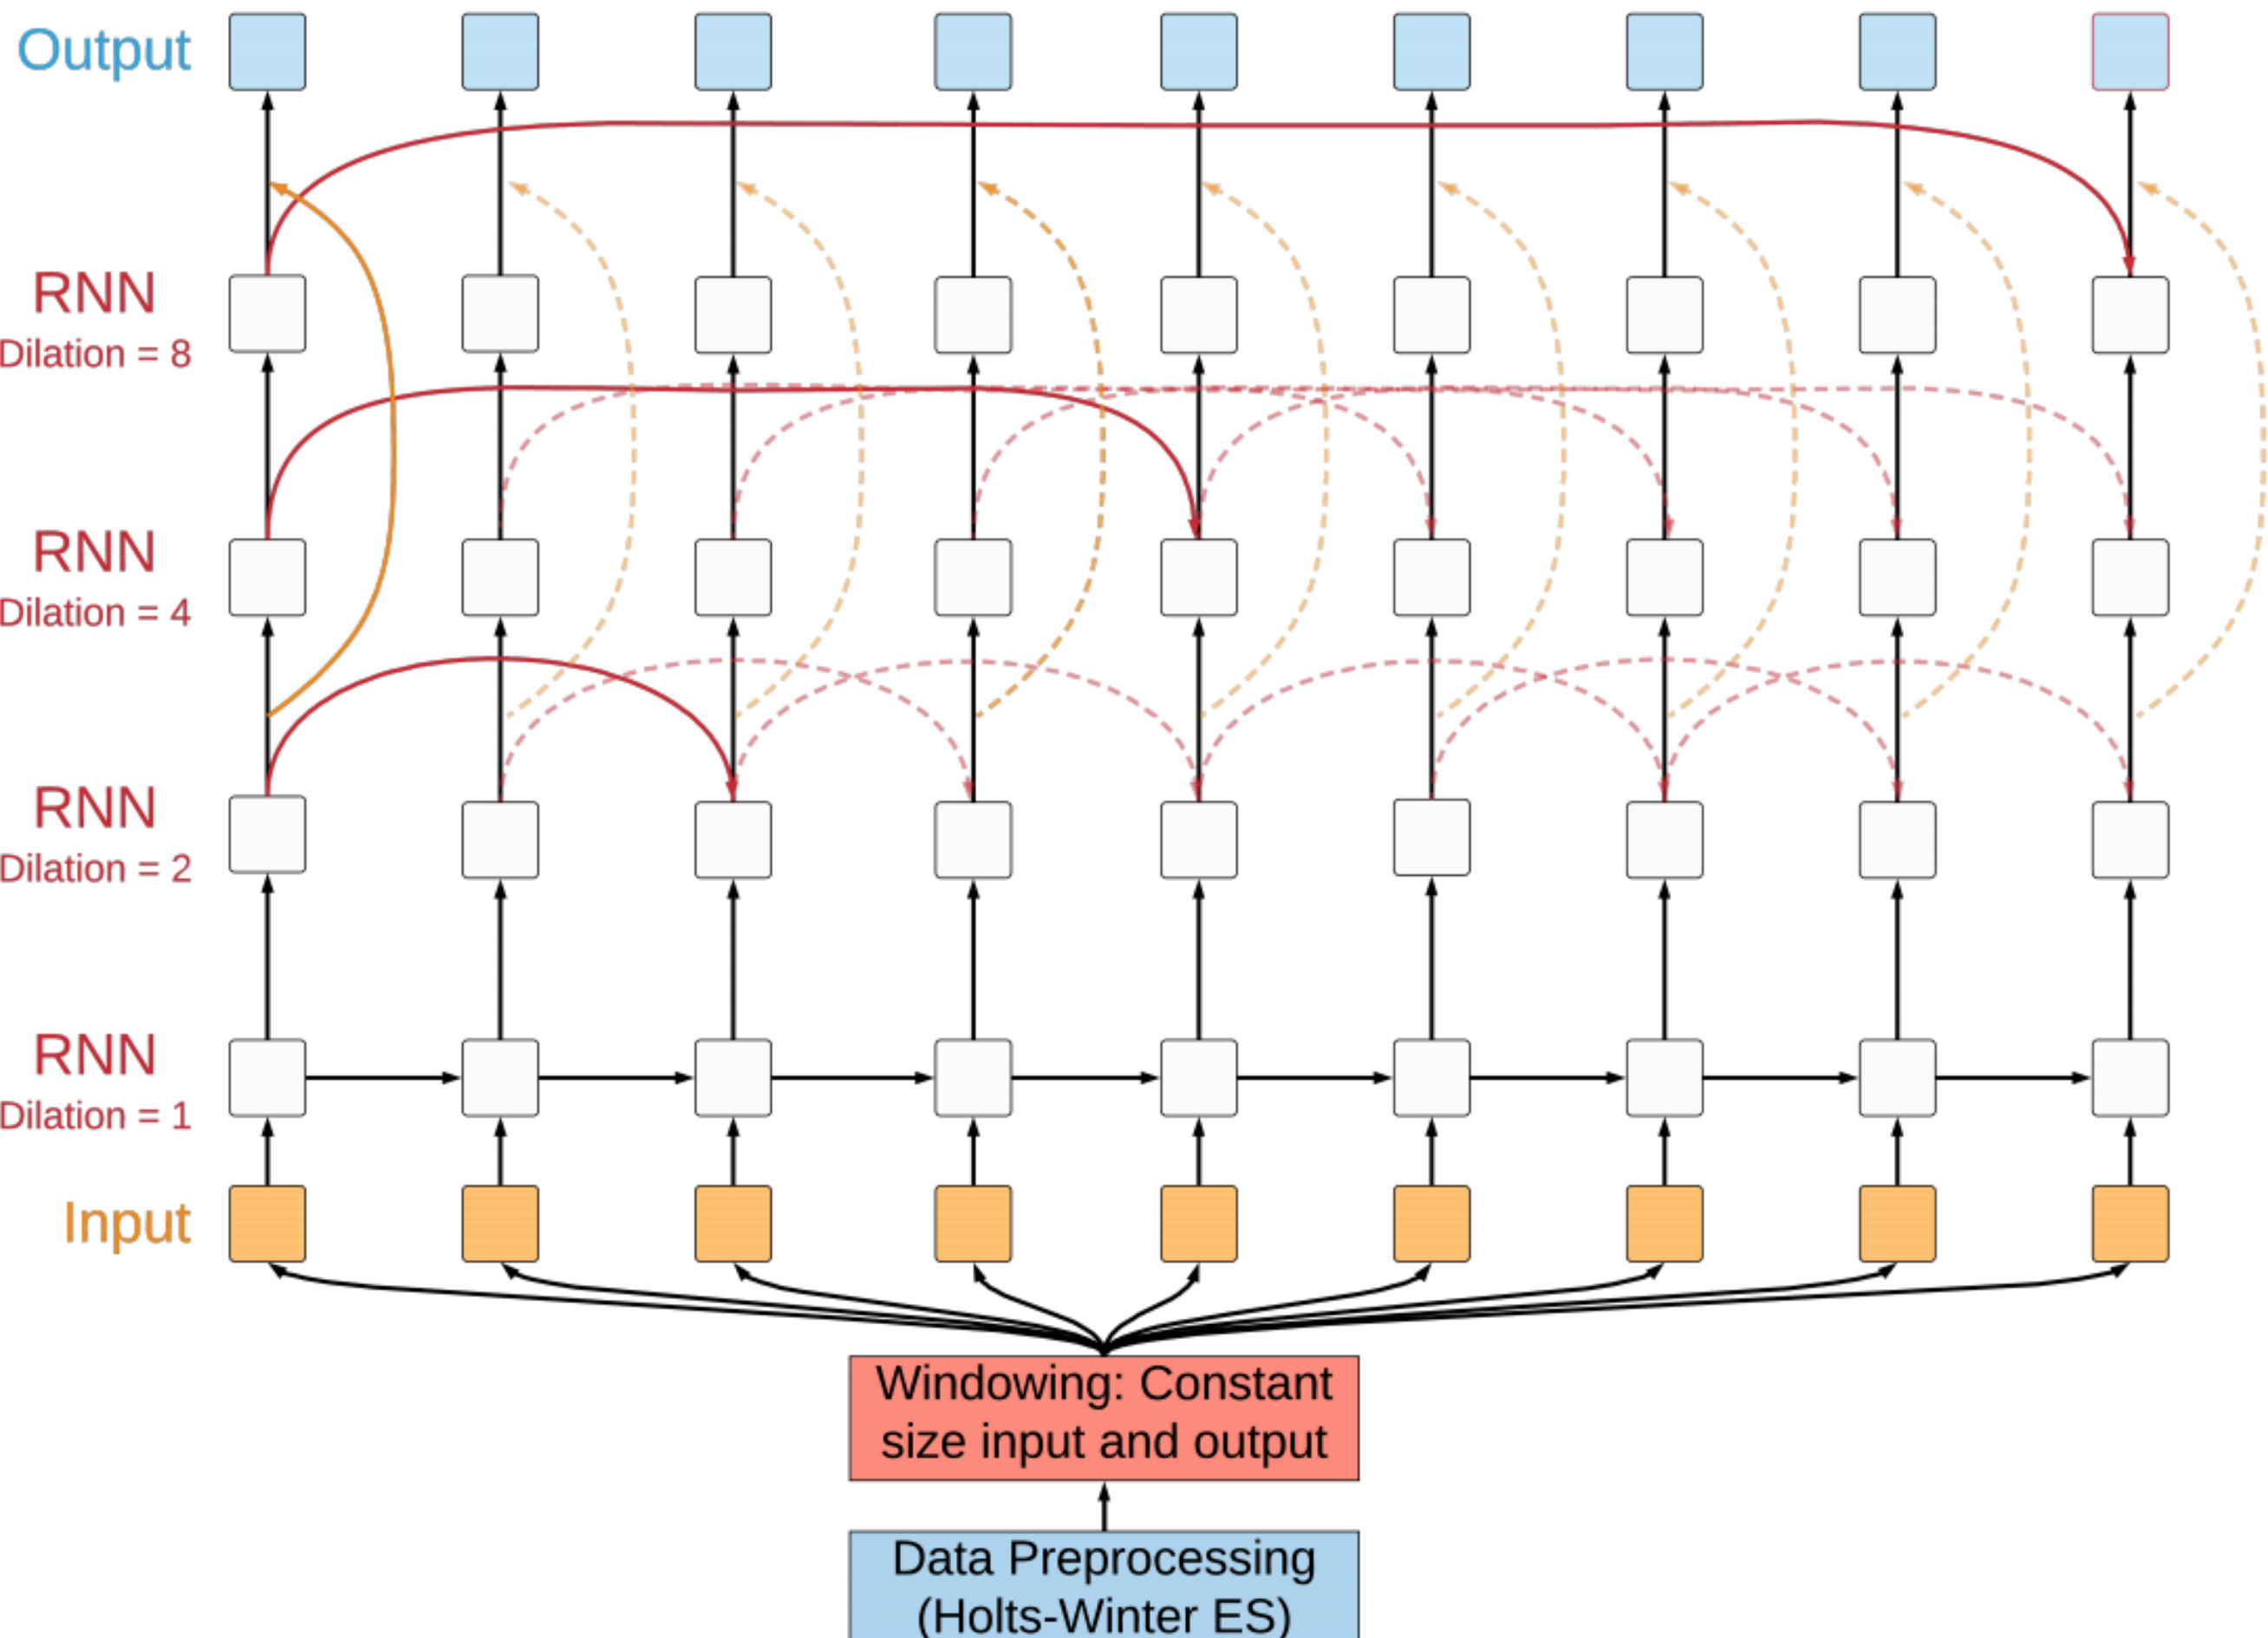 Output
RNN
Dilation = 8
RNN
Dilation = 4
RNN
Dilation = 2
RNN
Dilation = 1
Input
Windowing: Constant
size input and output
Data Preprocessing
(Holts-Winter ES)